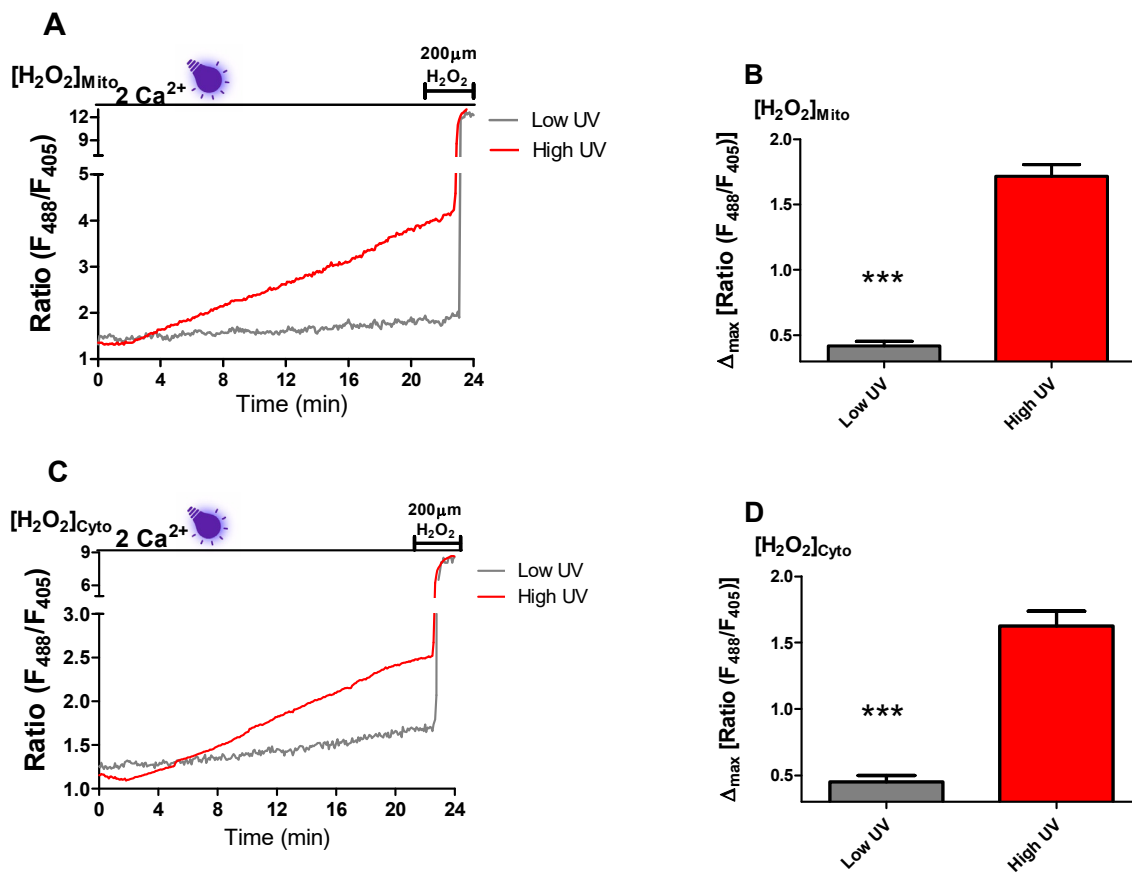 A
[H₂O₂]Mito 2 Ca²⁺
200μm
H₂O₂
Ratio (F₄₈₈/F₄₀₅)
12
9
5
4
3
2
1
0 4 8 12 16 20 24
Time (min)
Low UV
High UV
B
[H₂O₂]Mito
Δmax [Ratio (F₄₈₈/F₄₀₅)]
2.0
1.5
1.0
0.5
***
Low UV
High UV
C
[H₂O₂]Cyto 2 Ca²⁺
200μm
H₂O₂
Ratio (F₄₈₈/F₄₀₅)
9
6
3.0
2.5
2.0
1.5
1.0
0 4 8 12 16 20 24
Time (min)
Low UV
High UV
D
[H₂O₂]Cyto
Δmax [Ratio (F₄₈₈/F₄₀₅)]
2.0
1.5
1.0
0.5
***
Low UV
High UV